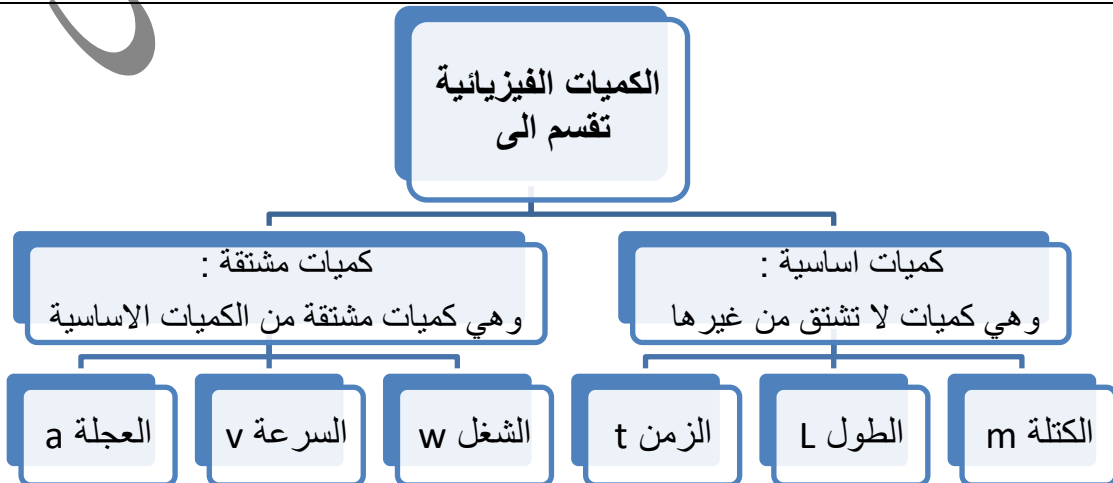 الكميات الفيزيائية
تقسم الى
كميات اساسية :
وهي كميات لا تشتق من غيرها
كميات مشتقة :
وهي كميات مشتقة من الكميات الاساسية
الكتلة m
الطول L
الزمن t
الشغل w
السرعة v
العجلة a